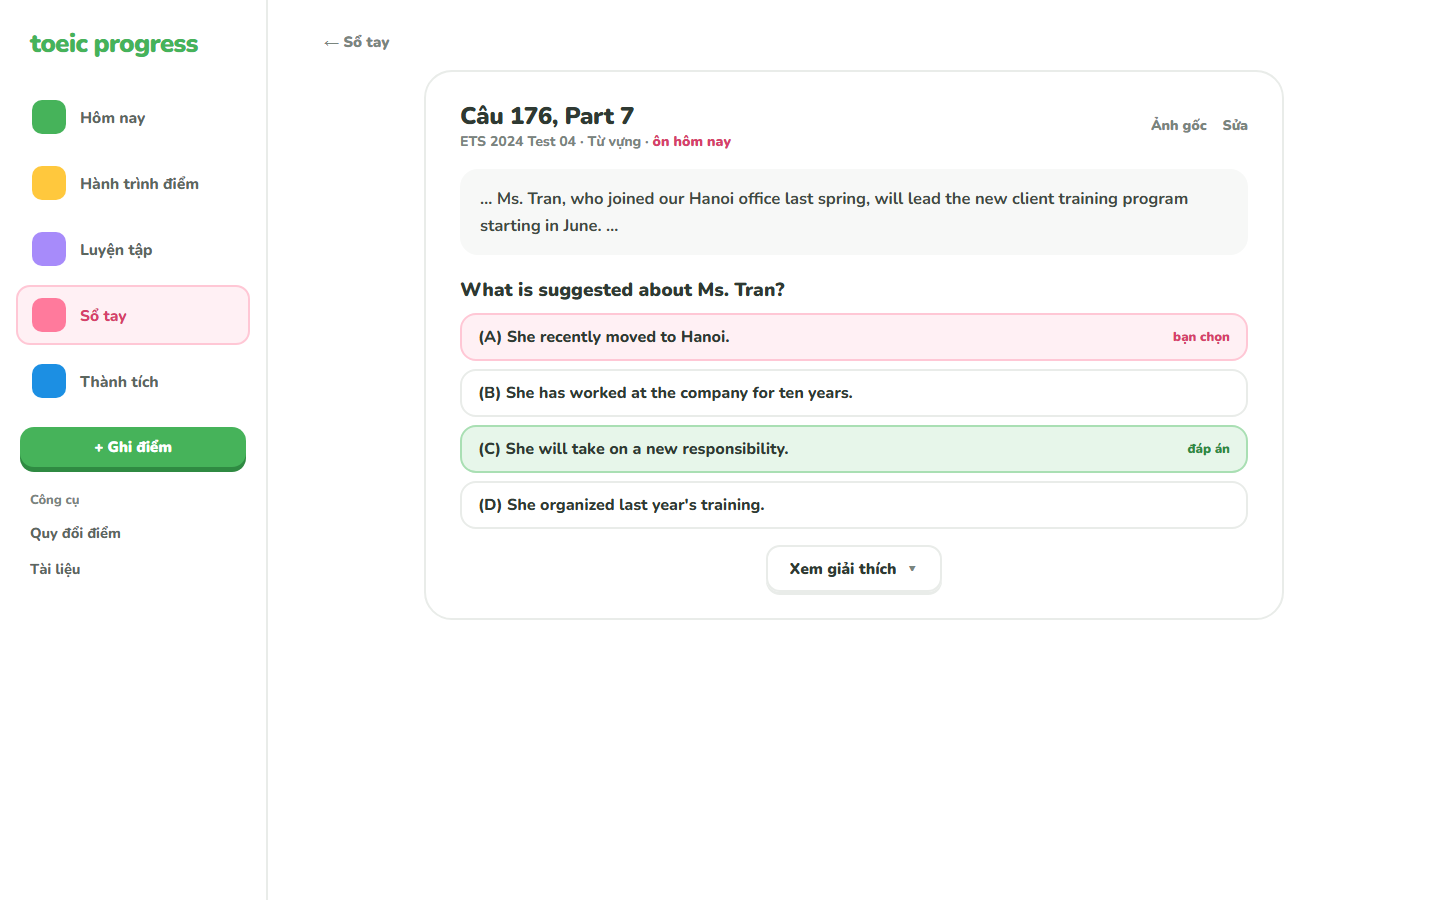 toeic progress
Hôm nay
Hành trình điểm
Luyện tập
Sổ tay
Thành tích
+ Ghi điểm
Công cụ
Quy đổi điểm
Tài liệu
← Sổ tay
Câu 176, Part 7
ETS 2024 Test 04 · Từ vựng · ôn hôm nay
Ảnh gốc Sửa
... Ms. Tran, who joined our Hanoi office last spring, will lead the new client training program
starting in June. ...
What is suggested about Ms. Tran?
(A) She recently moved to Hanoi. bạn chọn
(B) She has worked at the company for ten years.
(C) She will take on a new responsibility. đáp án
(D) She organized last year's training.
Xem giải thích ▼